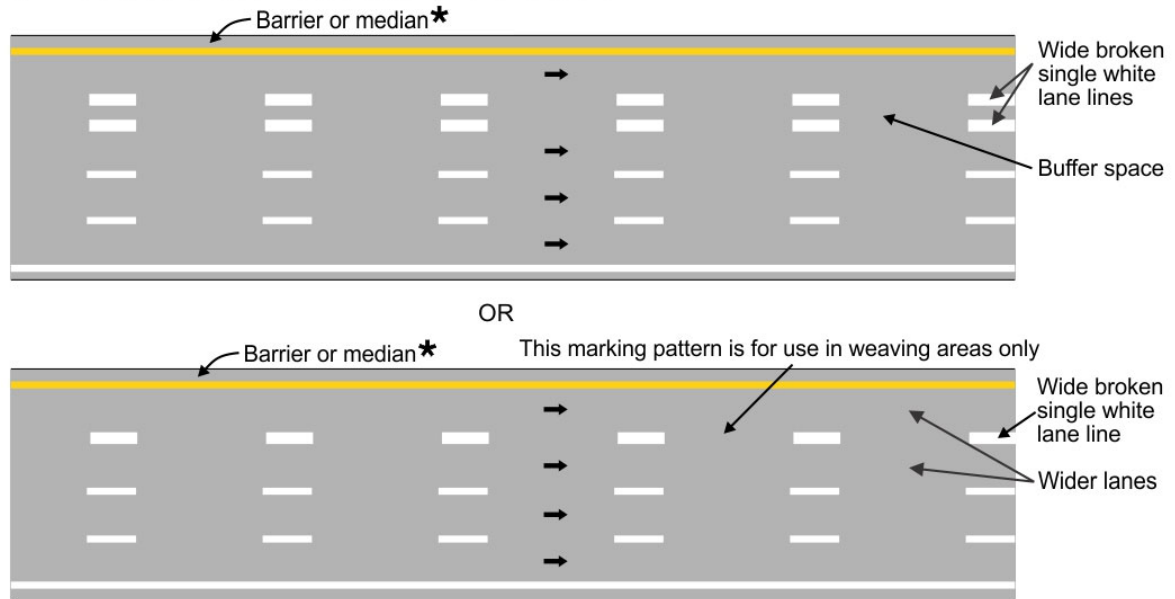 Barrier or median*
Wide broken
single white
lane lines
Buffer space
OR
Barrier or median*
This marking pattern is for use in weaving areas only
Wide broken
single white
lane line
Wider lanes